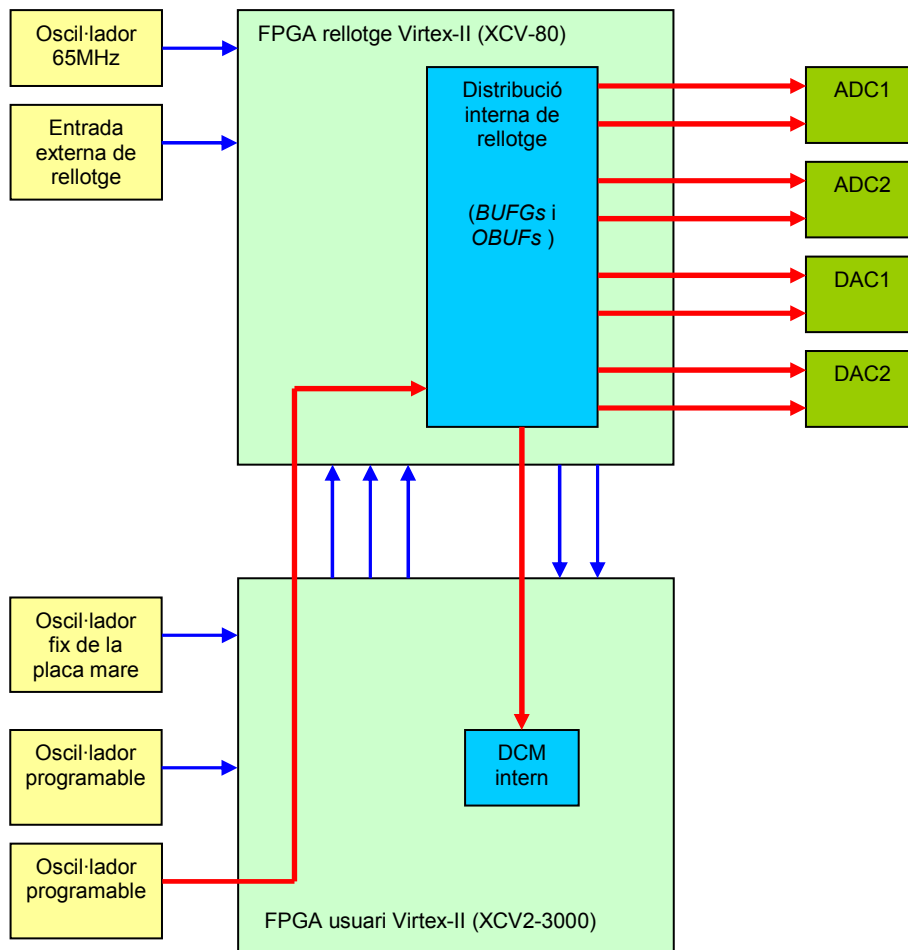 Oscil·lador
65MHz
FPGA rellotge Virtex-II (XCV-80)
Entrada
externa de
rellotge
Distribució
interna de
rellotge
(BUFGs i
OBUFs )
ADC1
ADC2
DAC1
DAC2
Oscil·lador
fix de la
placa mare
Oscil·lador
programable
DCM
intern
Oscil·lador
programable
FPGA usuari Virtex-II (XCV2-3000)